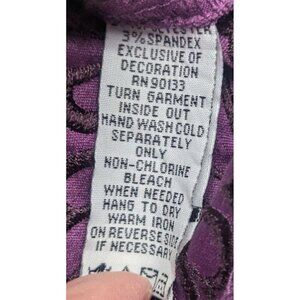 3% SPANDEX
EXCLUSIVE OF
DECORATION
RN 90133
TURN GARMENT
INSIDE OUT
HAND WASH COLD
SEPARATELY
ONLY
NON-CHLORINE
BLEACH
WHEN NEEDED
HANG TO DRY
WARM IRON
ON REVERSE SIDE
IF NECESSARY